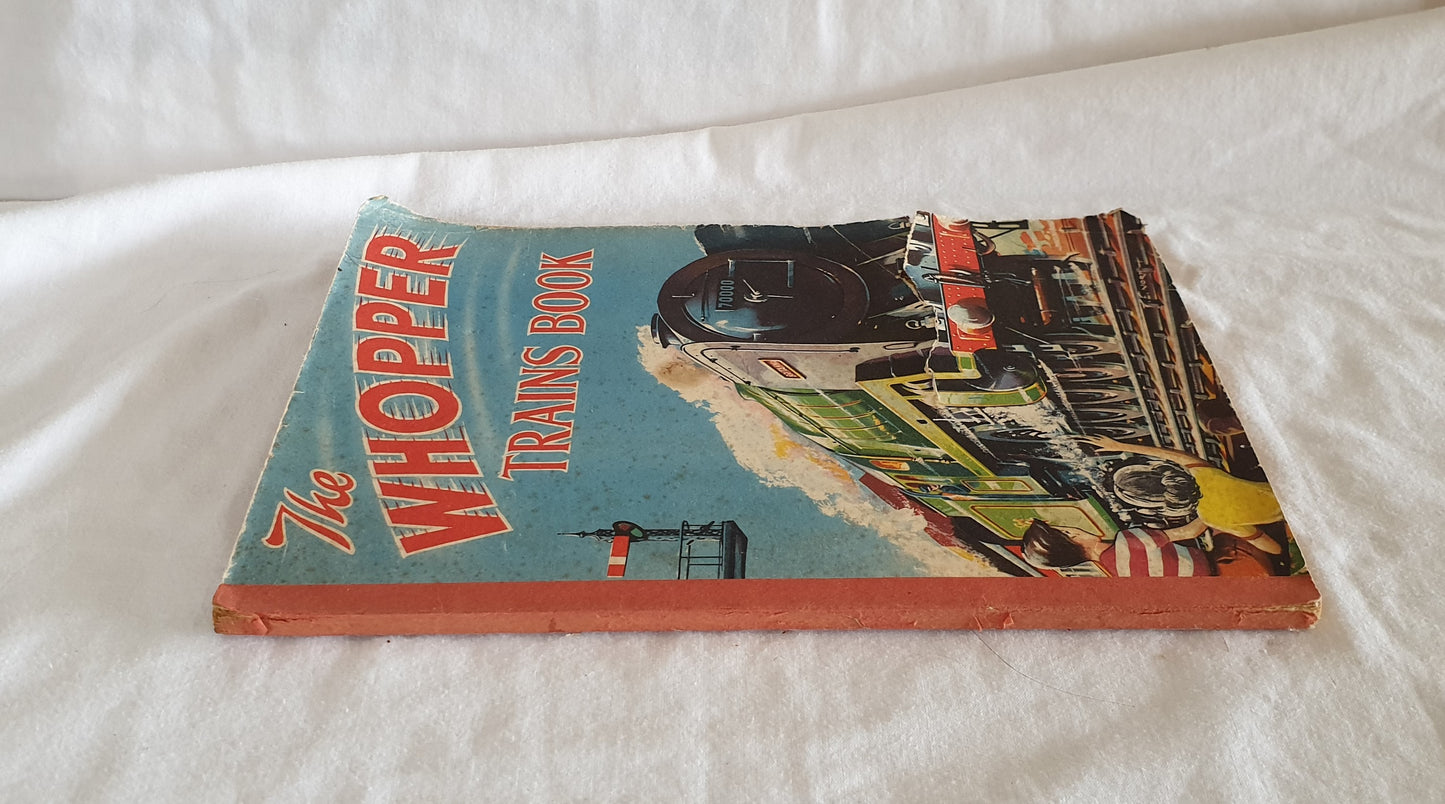 The
WHOPPER
TRAINS BOOK
70000